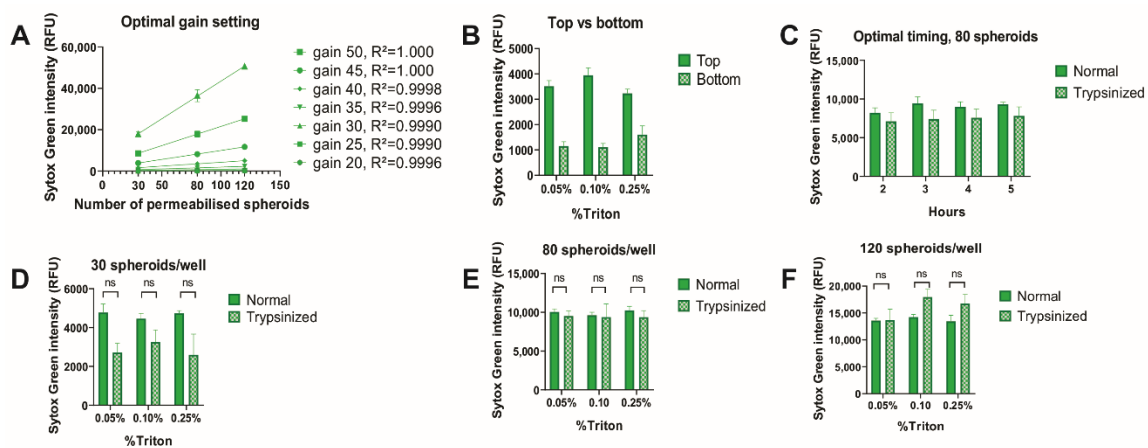 A
Optimal gain setting
Sytox Green intensity (RFU)
60,000
40,000
20,000
0
0
30
80
100
120
150
Number of permeabilised spheroids
gain 50, R²=1.000
gain 45, R²=1.000
gain 40, R²=0.9998
gain 35, R²=0.9996
gain 30, R²=0.9990
gain 25, R²=0.9990
gain 20, R²=0.9996
B
Top vs bottom
Sytox Green intensity (RFU)
5000
4000
3000
2000
1000
0
0.05%
0.10%
0.25%
%Triton
Top
Bottom
C
Optimal timing, 80 spheroids
Sytox Green intensity (RFU)
15,000
10,000
5,000
0
2
3
4
5
Hours
Normal
Trypsinized
D
30 spheroids/well
Sytox Green intensity (RFU)
6000
4000
2000
0
ns
ns
ns
0.05%
0.10%
0.25%
%Triton
Normal
Trypsinized
E
80 spheroids/well
Sytox Green intensity (RFU)
15,000
10,000
5,000
0
ns
ns
ns
0.05%
0.10
0.25%
%Triton
Normal
Trypsinized
F
120 spheroids/well
Sytox Green intensity (RFU)
20,000
15,000
10,000
5,000
0
ns
ns
ns
0.05%
0.10
0.25%
%Triton
Normal
Trypsinized